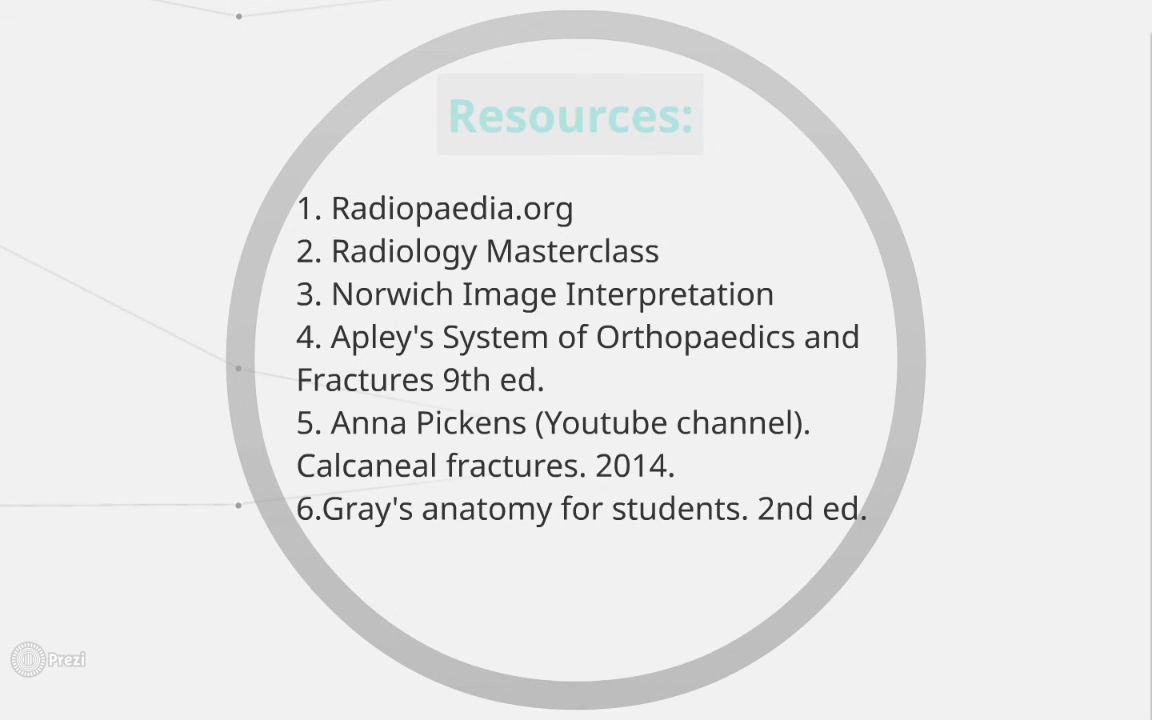 Resources:
1. Radiopaedia.org
2. Radiology Masterclass
3. Norwich Image Interpretation
4. Apley's System of Orthopaedics and
Fractures 9th ed.
5. Anna Pickens (Youtube channel).
Calcaneal fractures. 2014.
6.Gray's anatomy for students. 2nd ed.
Prezi